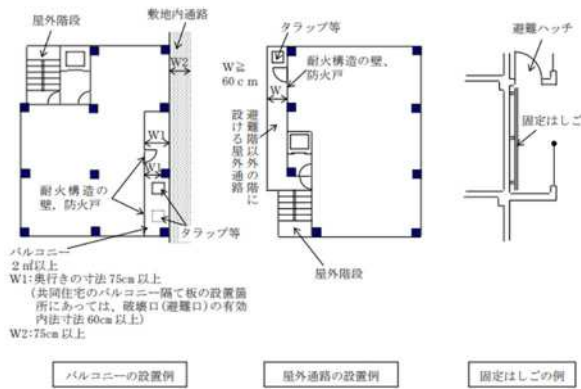 屋外階段
敷地内通路
W2
W1
W1
耐火構造の
壁、防火戸
タラップ等
バルコニー
2㎡以上
W1:奥行きの寸法75cm以上
(共同住宅のバルコニー隔て板の設置箇
所にあっては、破壊口(避難口)の有効
内法寸法60cm以上)
W2:75cm以上
バルコニーの設置例
タラップ等
W≧
60cm
耐火構造の壁、
防火戸
W
避難階以外の階に
設ける屋外通路
屋外階段
屋外通路の設置例
避難ハッチ
固定はしご
固定はしごの例